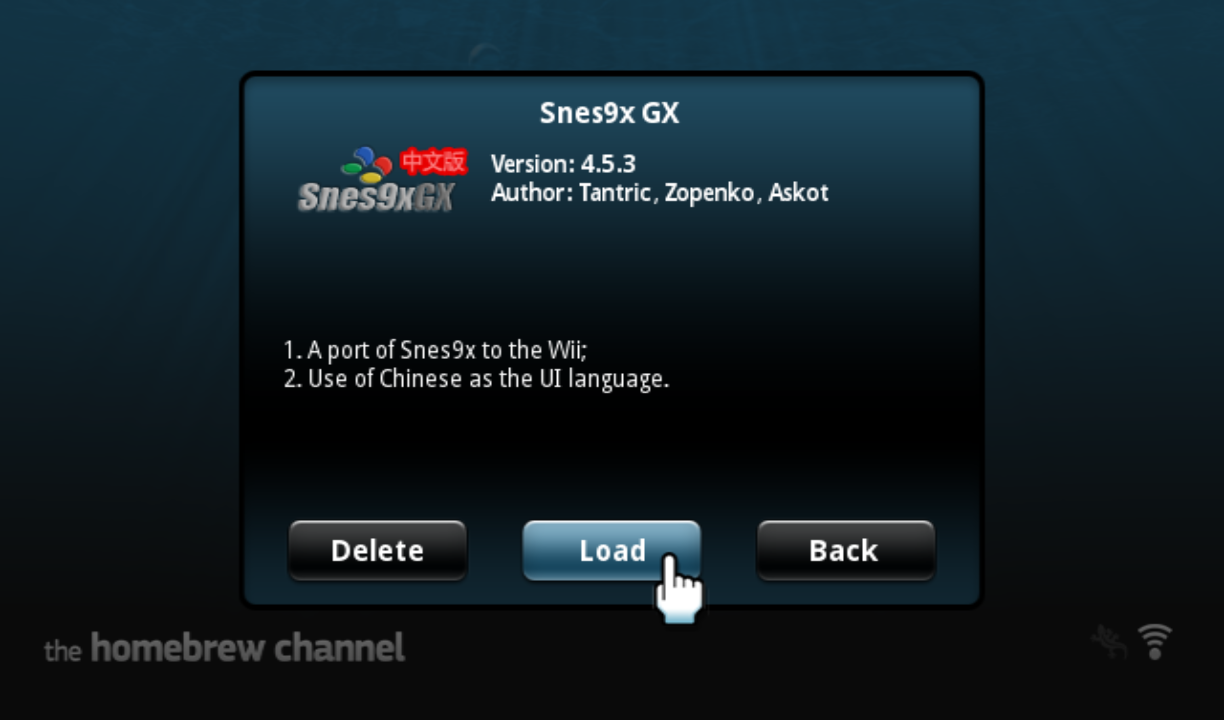 Snes9x GX
中文版
Snes9xGX
Version: 4.5.3
Author: Tantric, Zopenko, Askot
1. A port of Snes9x to the Wii;
2. Use of Chinese as the UI language.
Delete
Load
Back
the homebrew channel